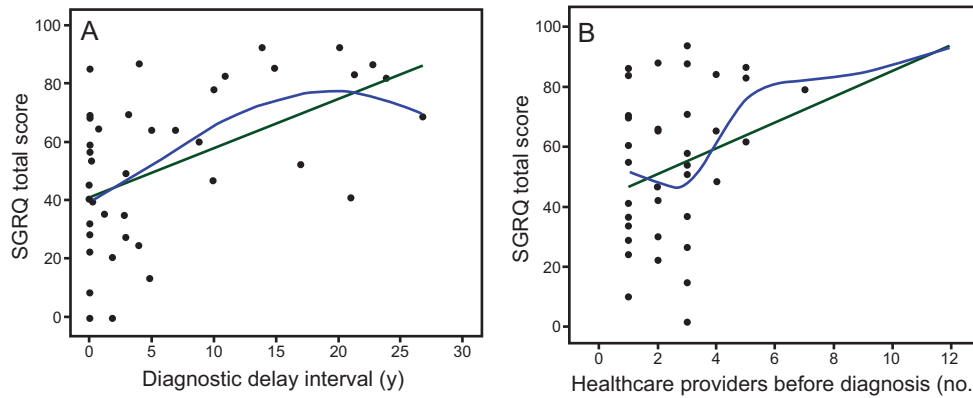 A
100
80
60
40
20
0
SGRQ total score
0 5 10 15 20 25 30
Diagnostic delay interval (y)
B
100
80
60
40
20
0
SGRQ total score
0 2 4 6 8 10 12
Healthcare providers before diagnosis (no.